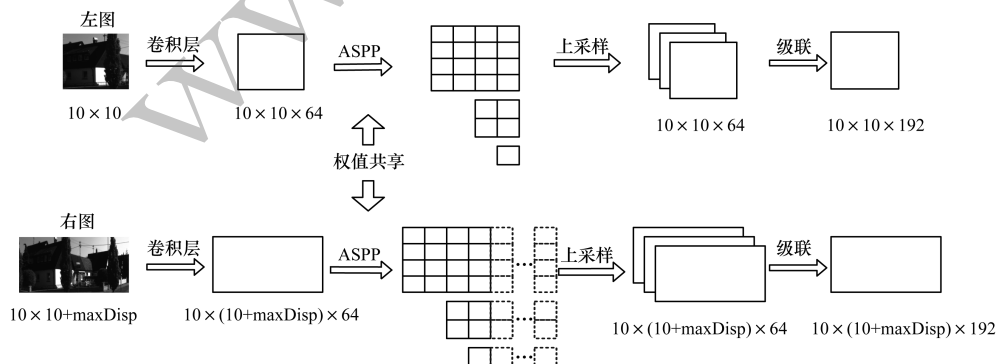 左图
卷积层
ASPP
上采样
级联
10 × 10
10 × 10 × 64
10 × 10 × 64
10 × 10 × 192
权值共享
右图
卷积层
ASPP
上采样
级联
10 × 10+maxDisp
10 × (10+maxDisp) × 64
10 × (10+maxDisp) × 64
10 × (10+maxDisp) × 192